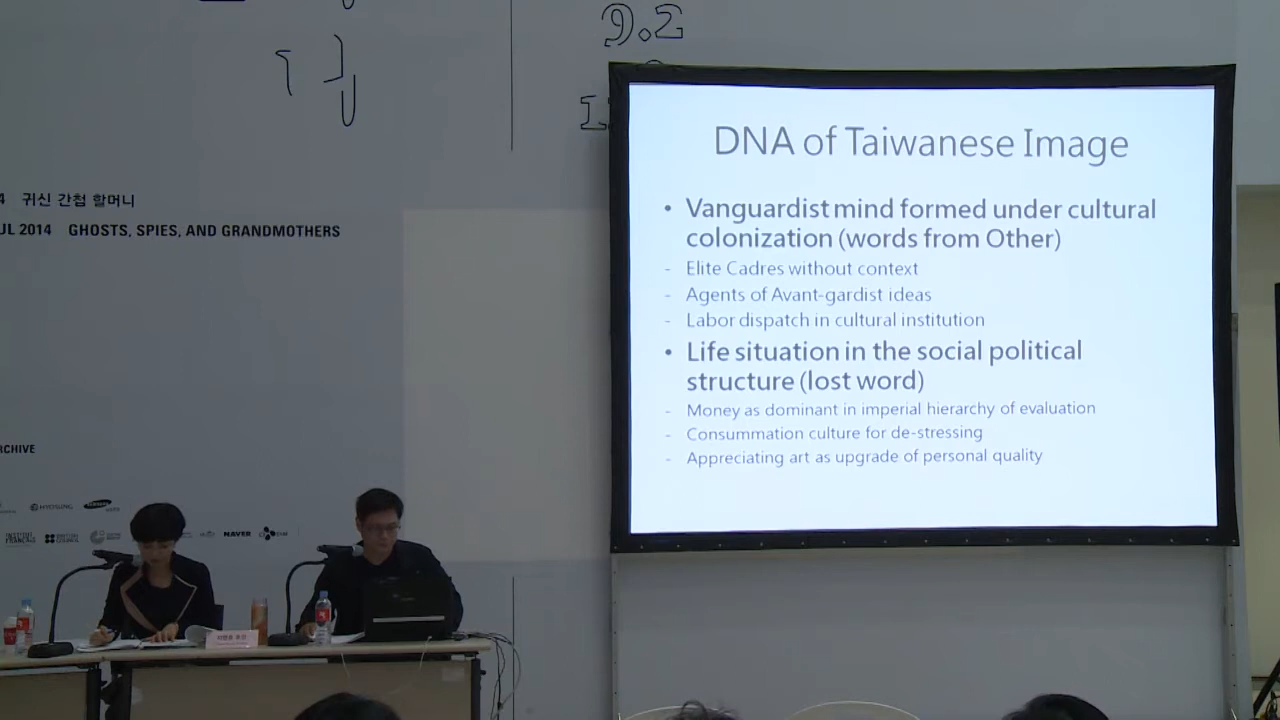 9.2
4 귀신 간첩 할머니
UL 2014 GHOSTS, SPIES, AND GRANDMOTHERS
RCHIVE
HYOSUNG
SAMSUNG
NAVER
DNA of Taiwanese Image
• Vanguardist mind formed under cultural
colonization (words from Other)
- Elite Cadres without context
- Agents of Avant-gardist ideas
- Labor dispatch in cultural institution
• Life situation in the social political
structure (lost word)
- Money as dominant in imperial hierarchy of evaluation
- Consummation culture for de-stressing
- Appreciating art as upgrade of personal quality